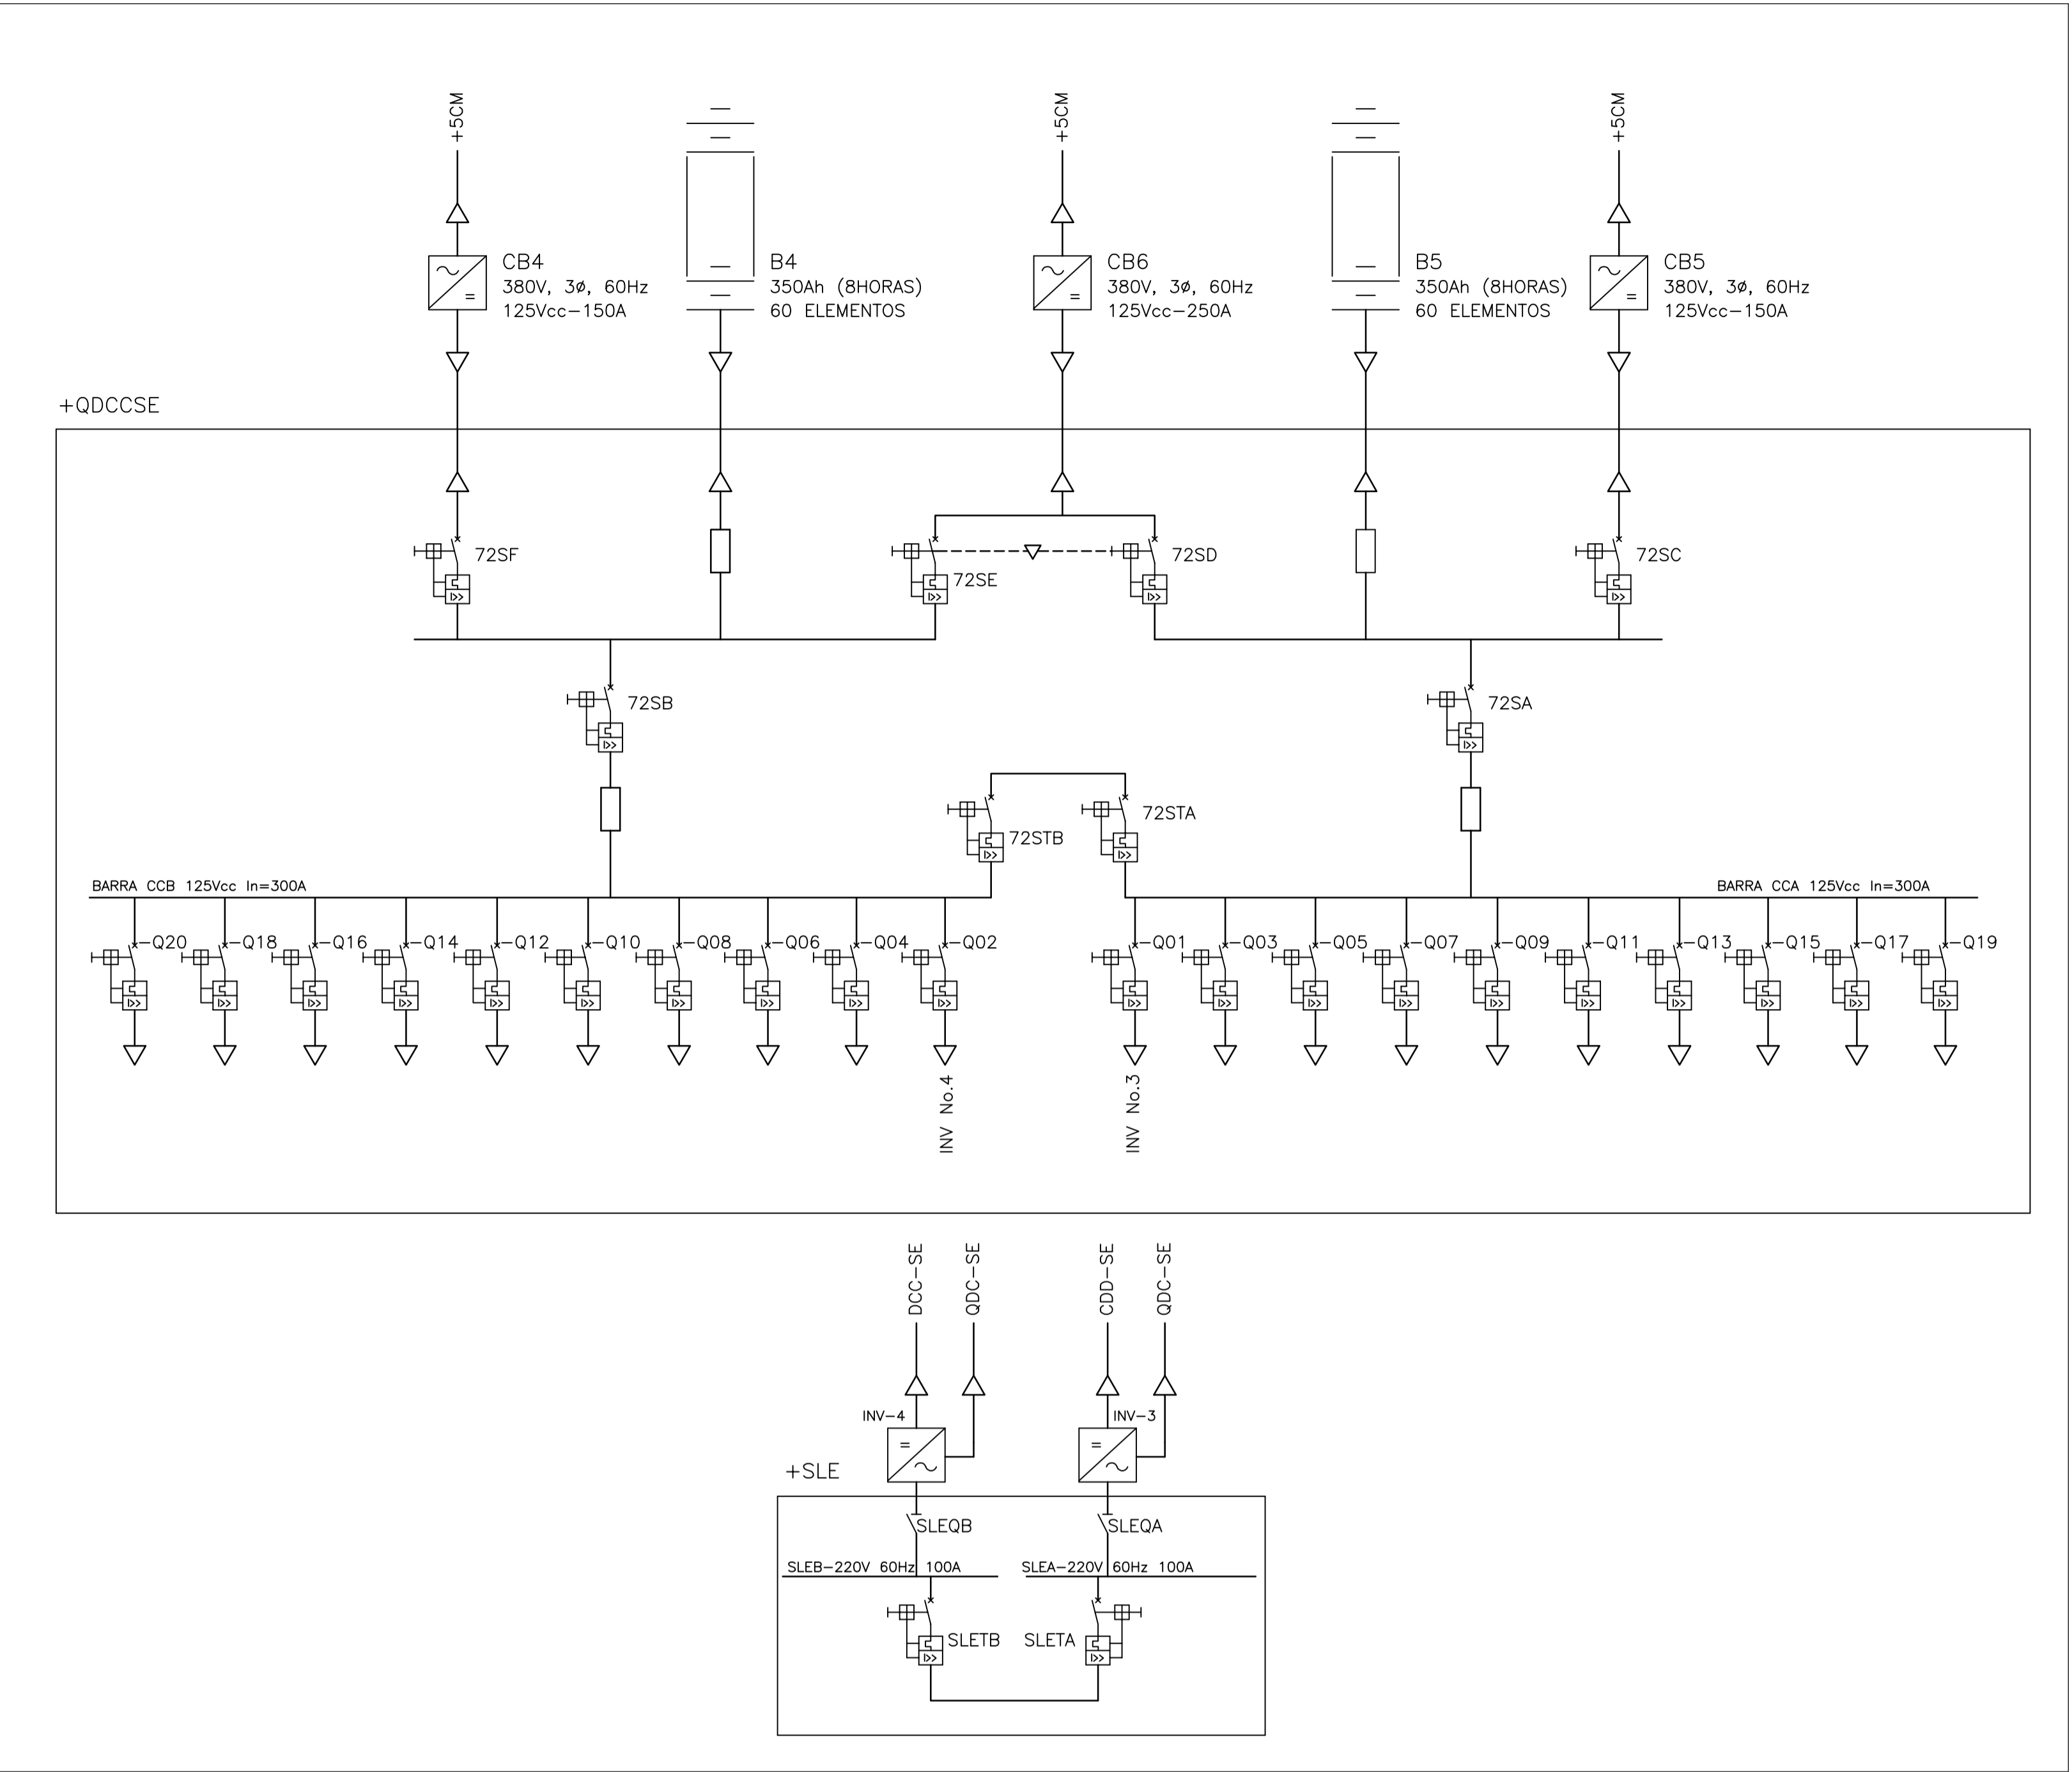 +5CM
+5CM
+5CM
CB4
380V, 3ø, 60Hz
125Vcc-150A
B4
350Ah (8HORAS)
60 ELEMENTOS
CB6
380V, 3ø, 60Hz
125Vcc-250A
B5
350Ah (8HORAS)
60 ELEMENTOS
CB5
380V, 3ø, 60Hz
125Vcc-150A
+QDCCSE
72SF
72SE
72SD
72SC
72SB
72SA
72STB
72STA
BARRA CCB 125Vcc In=300A
BARRA CCA 125Vcc In=300A
-Q20
-Q18
-Q16
-Q14
-Q12
-Q10
-Q08
-Q06
-Q04
-Q02
-Q01
-Q03
-Q05
-Q07
-Q09
-Q11
-Q13
-Q15
-Q17
-Q19
INV No.4
INV No.3
DCC-SE
QDC-SE
CDD-SE
QDC-SE
INV-4
INV-3
+SLE
SLEQB
SLEQA
SLEB-220V 60Hz 100A
SLEA-220V 60Hz 100A
SLETB
SLETA